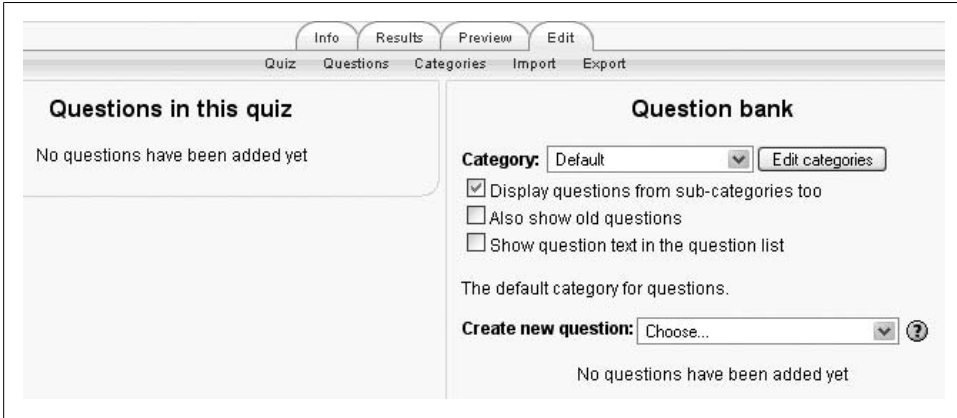 Info Results Preview Edit
Quiz Questions Categories Import Export
Questions in this quiz
No questions have been added yet
Question bank
Category: Default Edit categories
Display questions from sub-categories too
Also show old questions
Show question text in the question list
The default category for questions.
Create new question: Choose... ?
No questions have been added yet